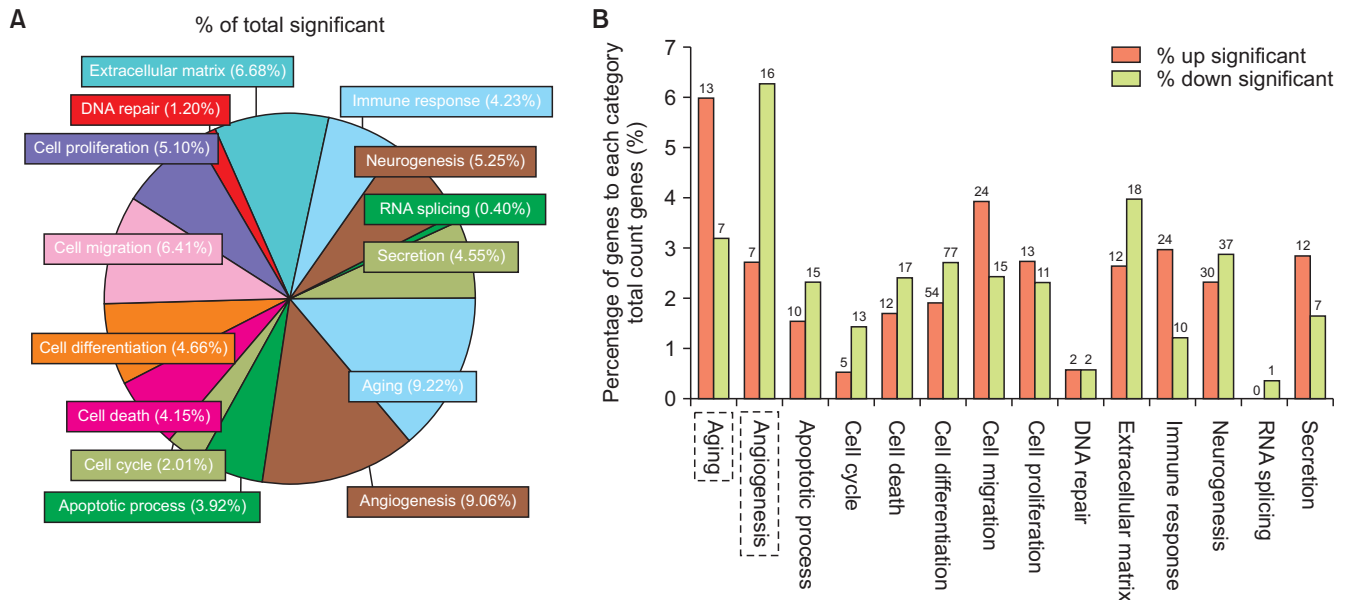 A
% of total significant
Extracellular matrix (6.68%)
DNA repair (1.20%)
Cell proliferation (5.10%)
Cell migration (6.41%)
Cell differentiation (4.66%)
Cell death (4.15%)
Cell cycle (2.01%)
Apoptotic process (3.92%)
Immune response (4.23%)
Neurogenesis (5.25%)
RNA splicing (0.40%)
Secretion (4.55%)
Aging (9.22%)
Angiogenesis (9.06%)
B
Percentage of genes to each category
total count genes (%)
7
6
5
4
3
2
1
0
% up significant
% down significant
13
7
7
16
10
15
5
13
12
17
54
77
24
15
13
11
2
2
12
18
24
10
30
37
0
1
12
7
Aging
Angiogenesis
Apoptotic process
Cell cycle
Cell death
Cell differentiation
Cell migration
Cell proliferation
DNA repair
Extracellular matrix
Immune response
Neurogenesis
RNA splicing
Secretion